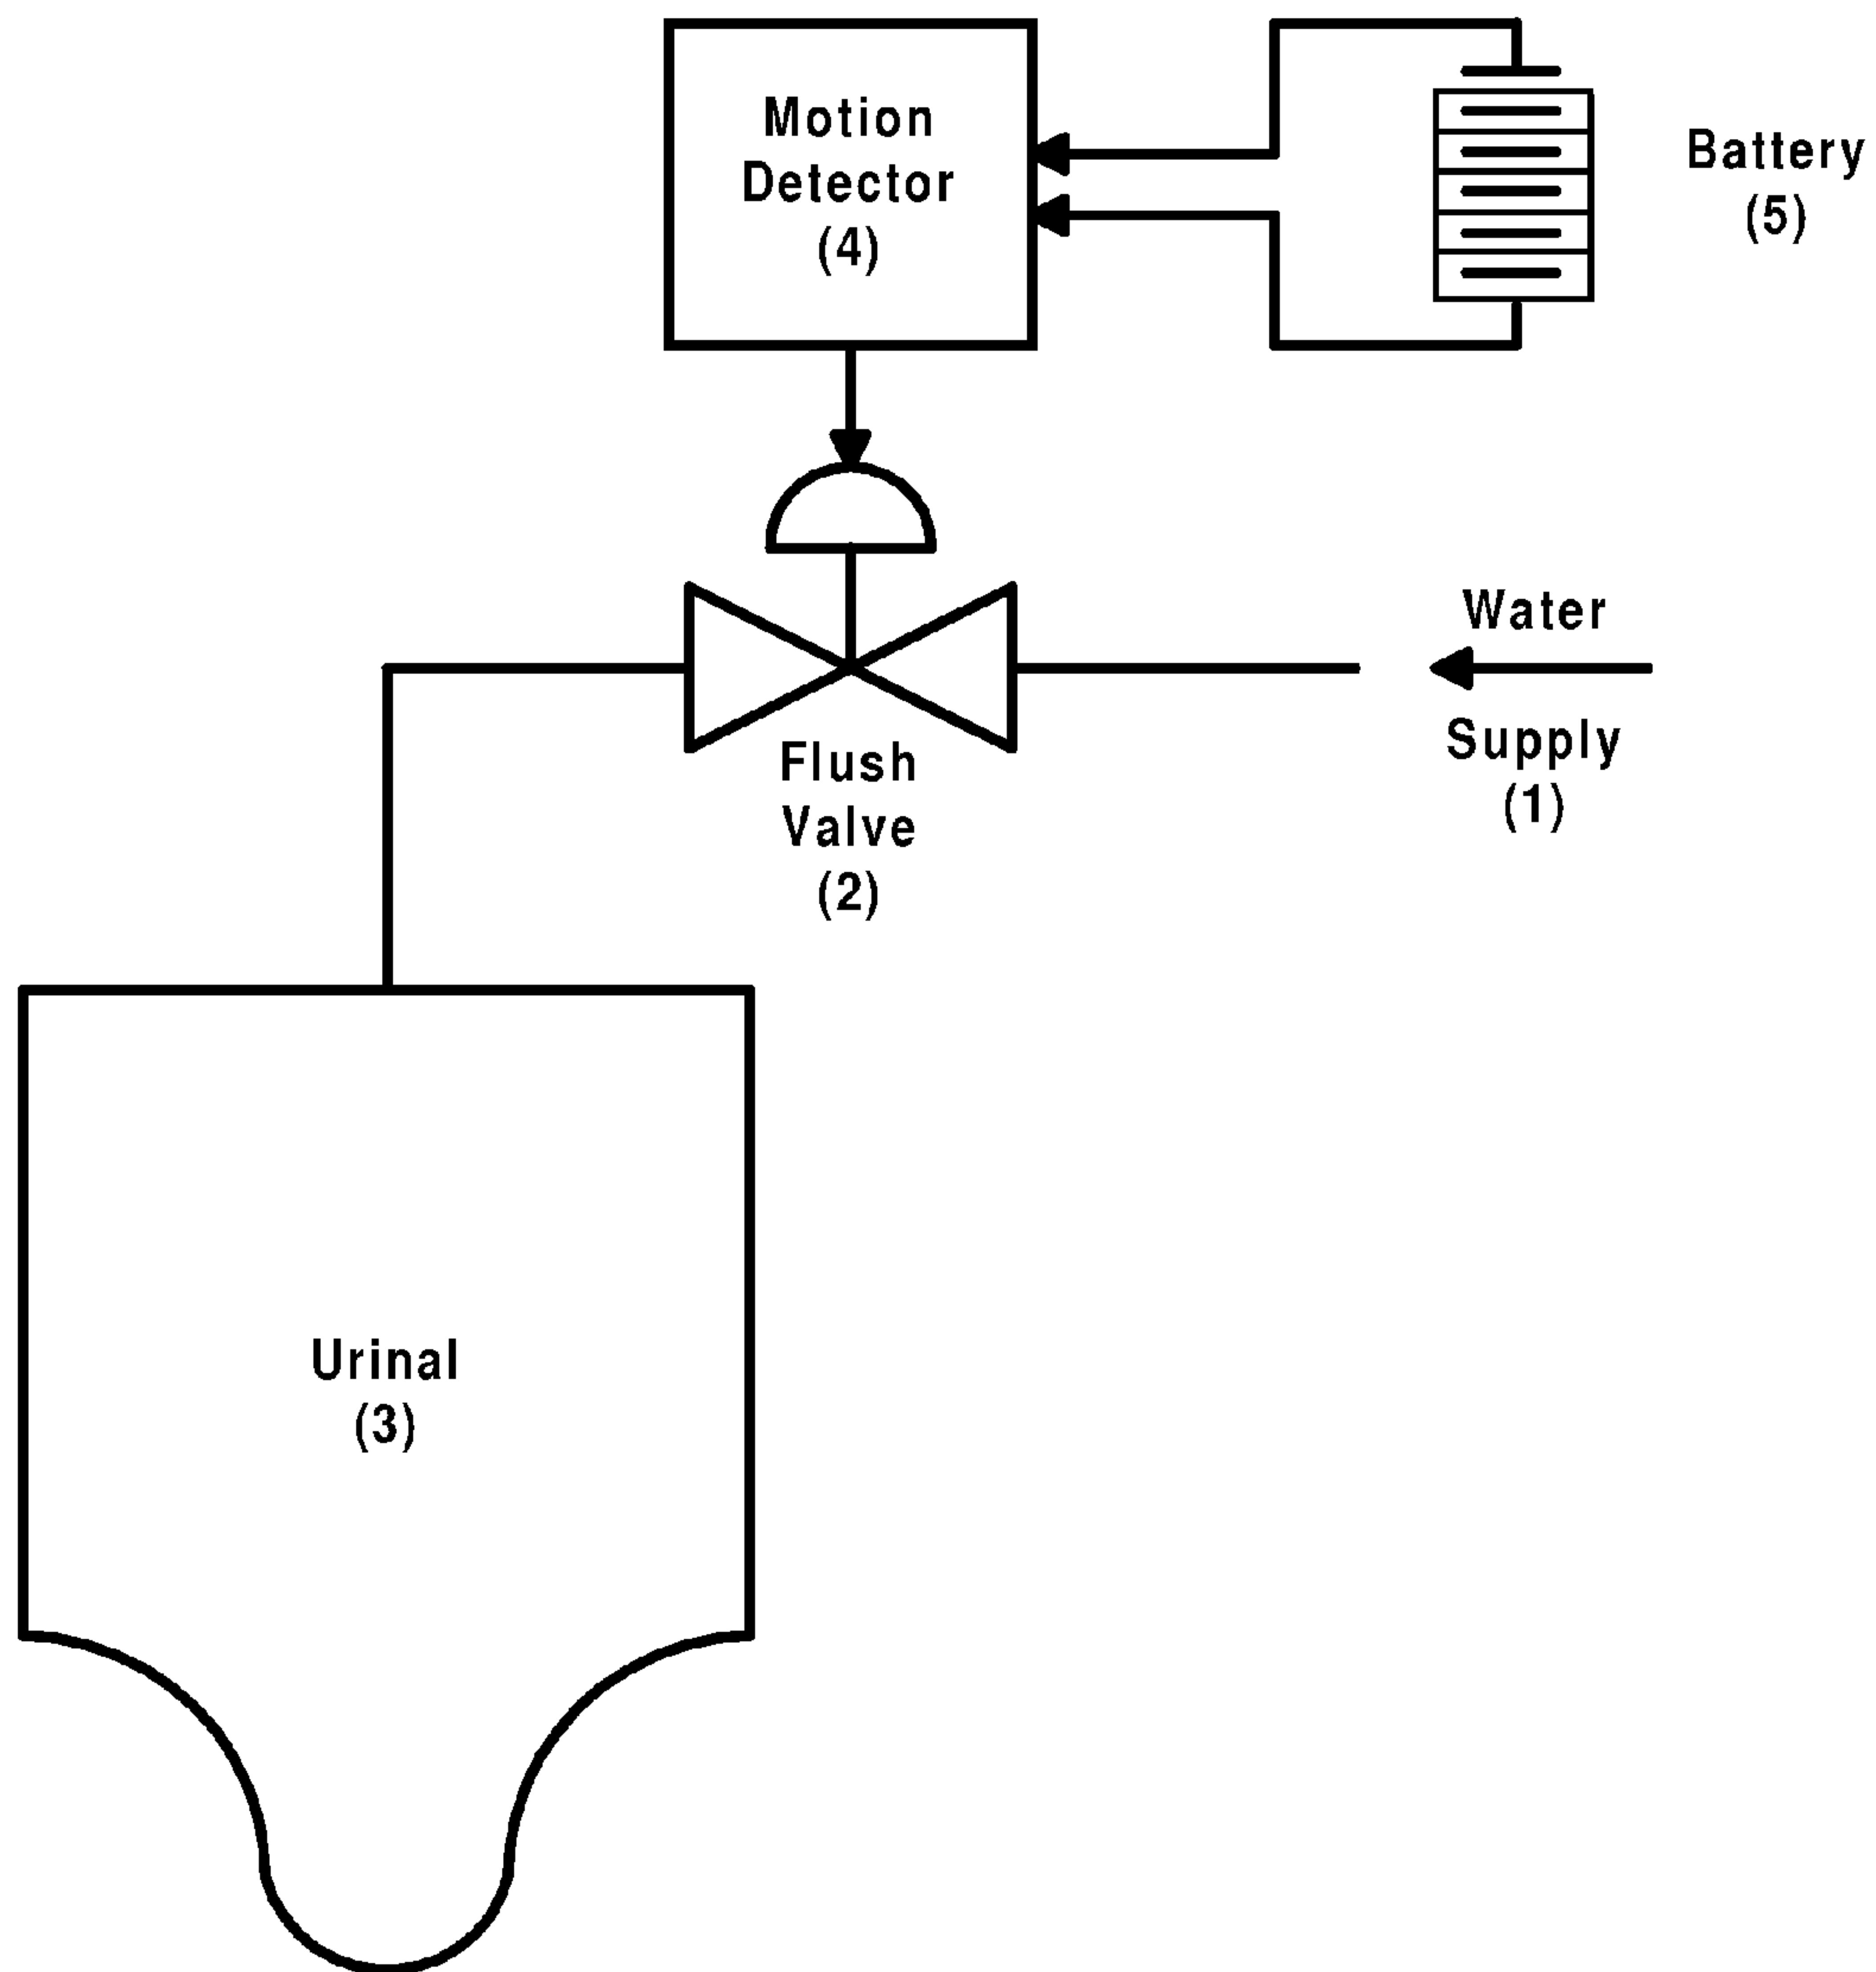 Motion
Detector
(4)
Battery
(5)
Water
Supply
(1)
Flush
Valve
(2)
Urinal
(3)